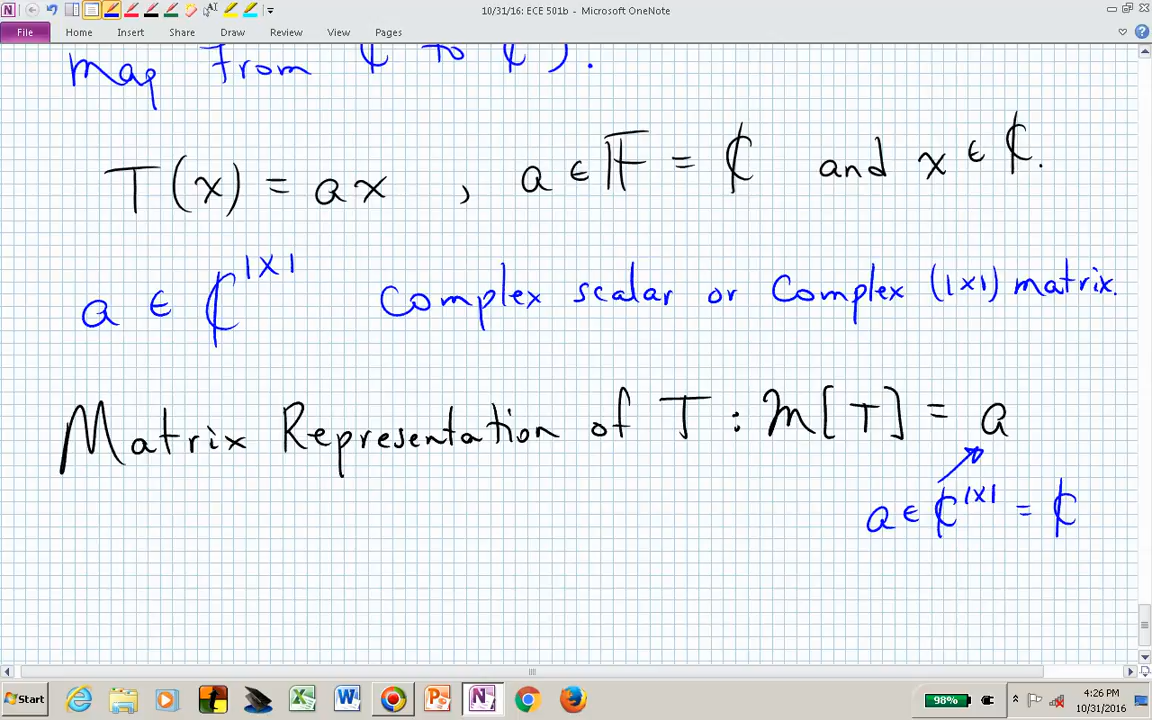 10/31/16: ECE 501b - Microsoft OneNote
File Home Insert Share Draw Review View Pages
map from ℂ to ℂ).
T(x) = ax , a ∈ 𝔽 = ℂ and x ∈ ℂ.
a ∈ ℂ^{1×1} Complex scalar or Complex (1×1) matrix.
Matrix Representation of T : M[T] = a
a ∈ ℂ^{1×1} = ℂ
Start
98%
4:26 PM
10/31/2016